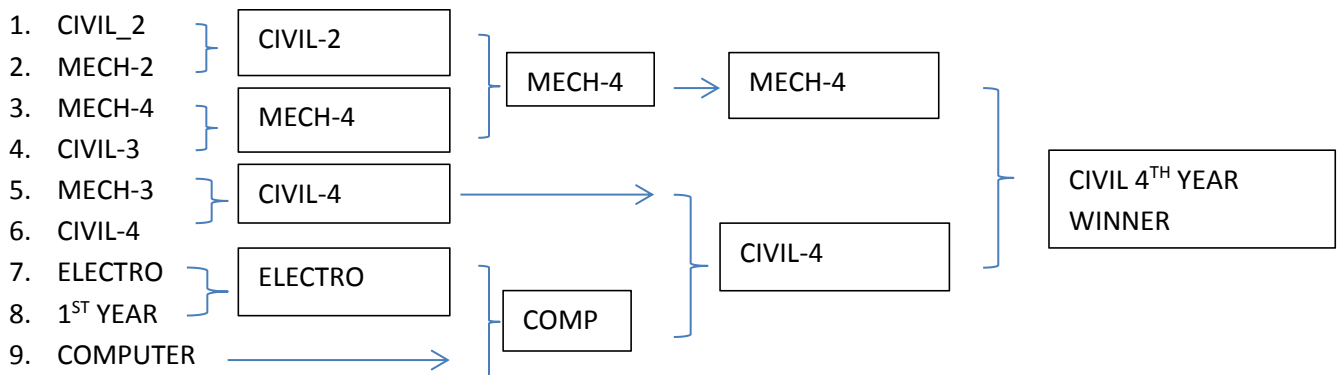 1. CIVIL_2
2. MECH-2
3. MECH-4
4. CIVIL-3
5. MECH-3
6. CIVIL-4
7. ELECTRO
8. 1ST YEAR
9. COMPUTER
CIVIL-2
MECH-4
CIVIL-4
ELECTRO
MECH-4
COMP
MECH-4
CIVIL-4
CIVIL 4TH YEAR
WINNER